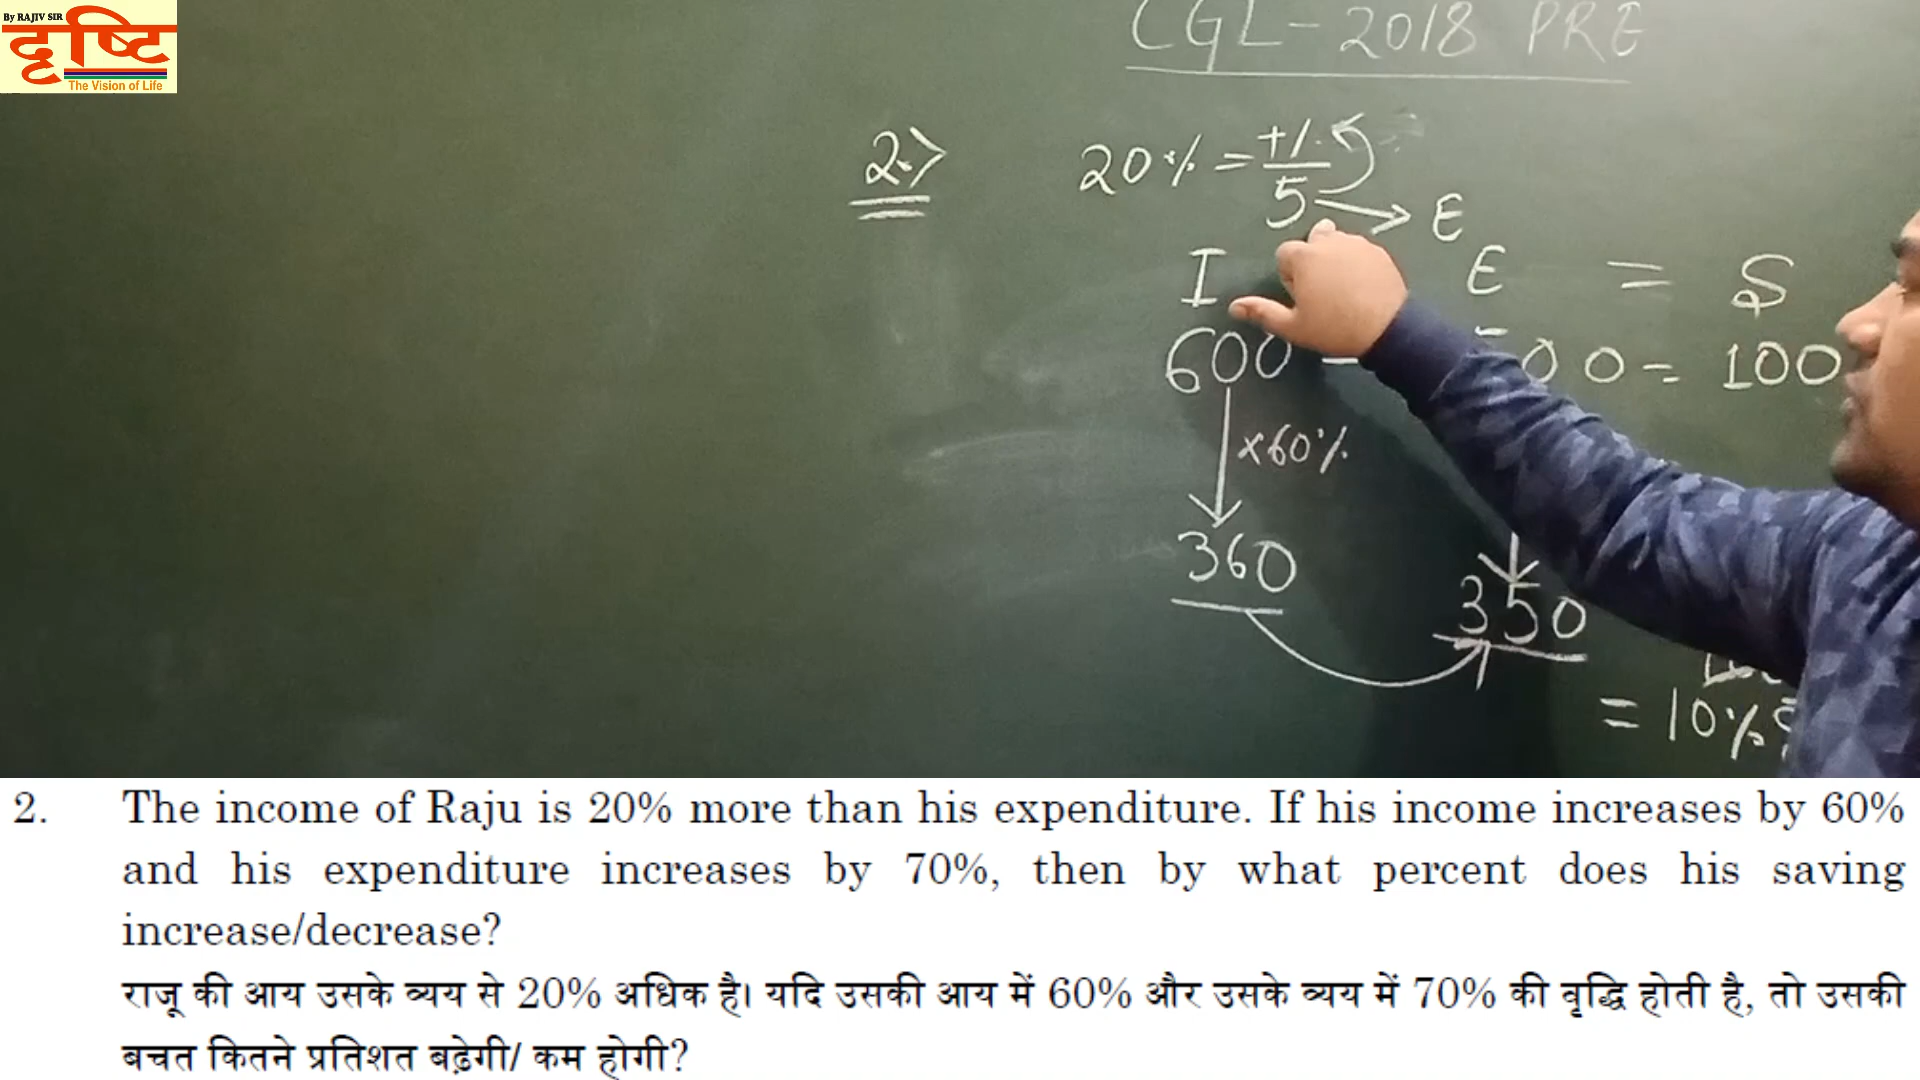 By RAJIV SIR
दृष्टि
The Vision of Life
CGL - 2018 PRE
2.>
20% = +1
5 → E
I E = S
600 - 00 = 100
×60%
360
350
= 10%
2. The income of Raju is 20% more than his expenditure. If his income increases by 60%
and his expenditure increases by 70%, then by what percent does his saving
increase/decrease?
राजू की आय उसके व्यय से 20% अधिक है। यदि उसकी आय में 60% और उसके व्यय में 70% की वृद्धि होती है, तो उसकी
बचत कितने प्रतिशत बढ़ेगी/ कम होगी?